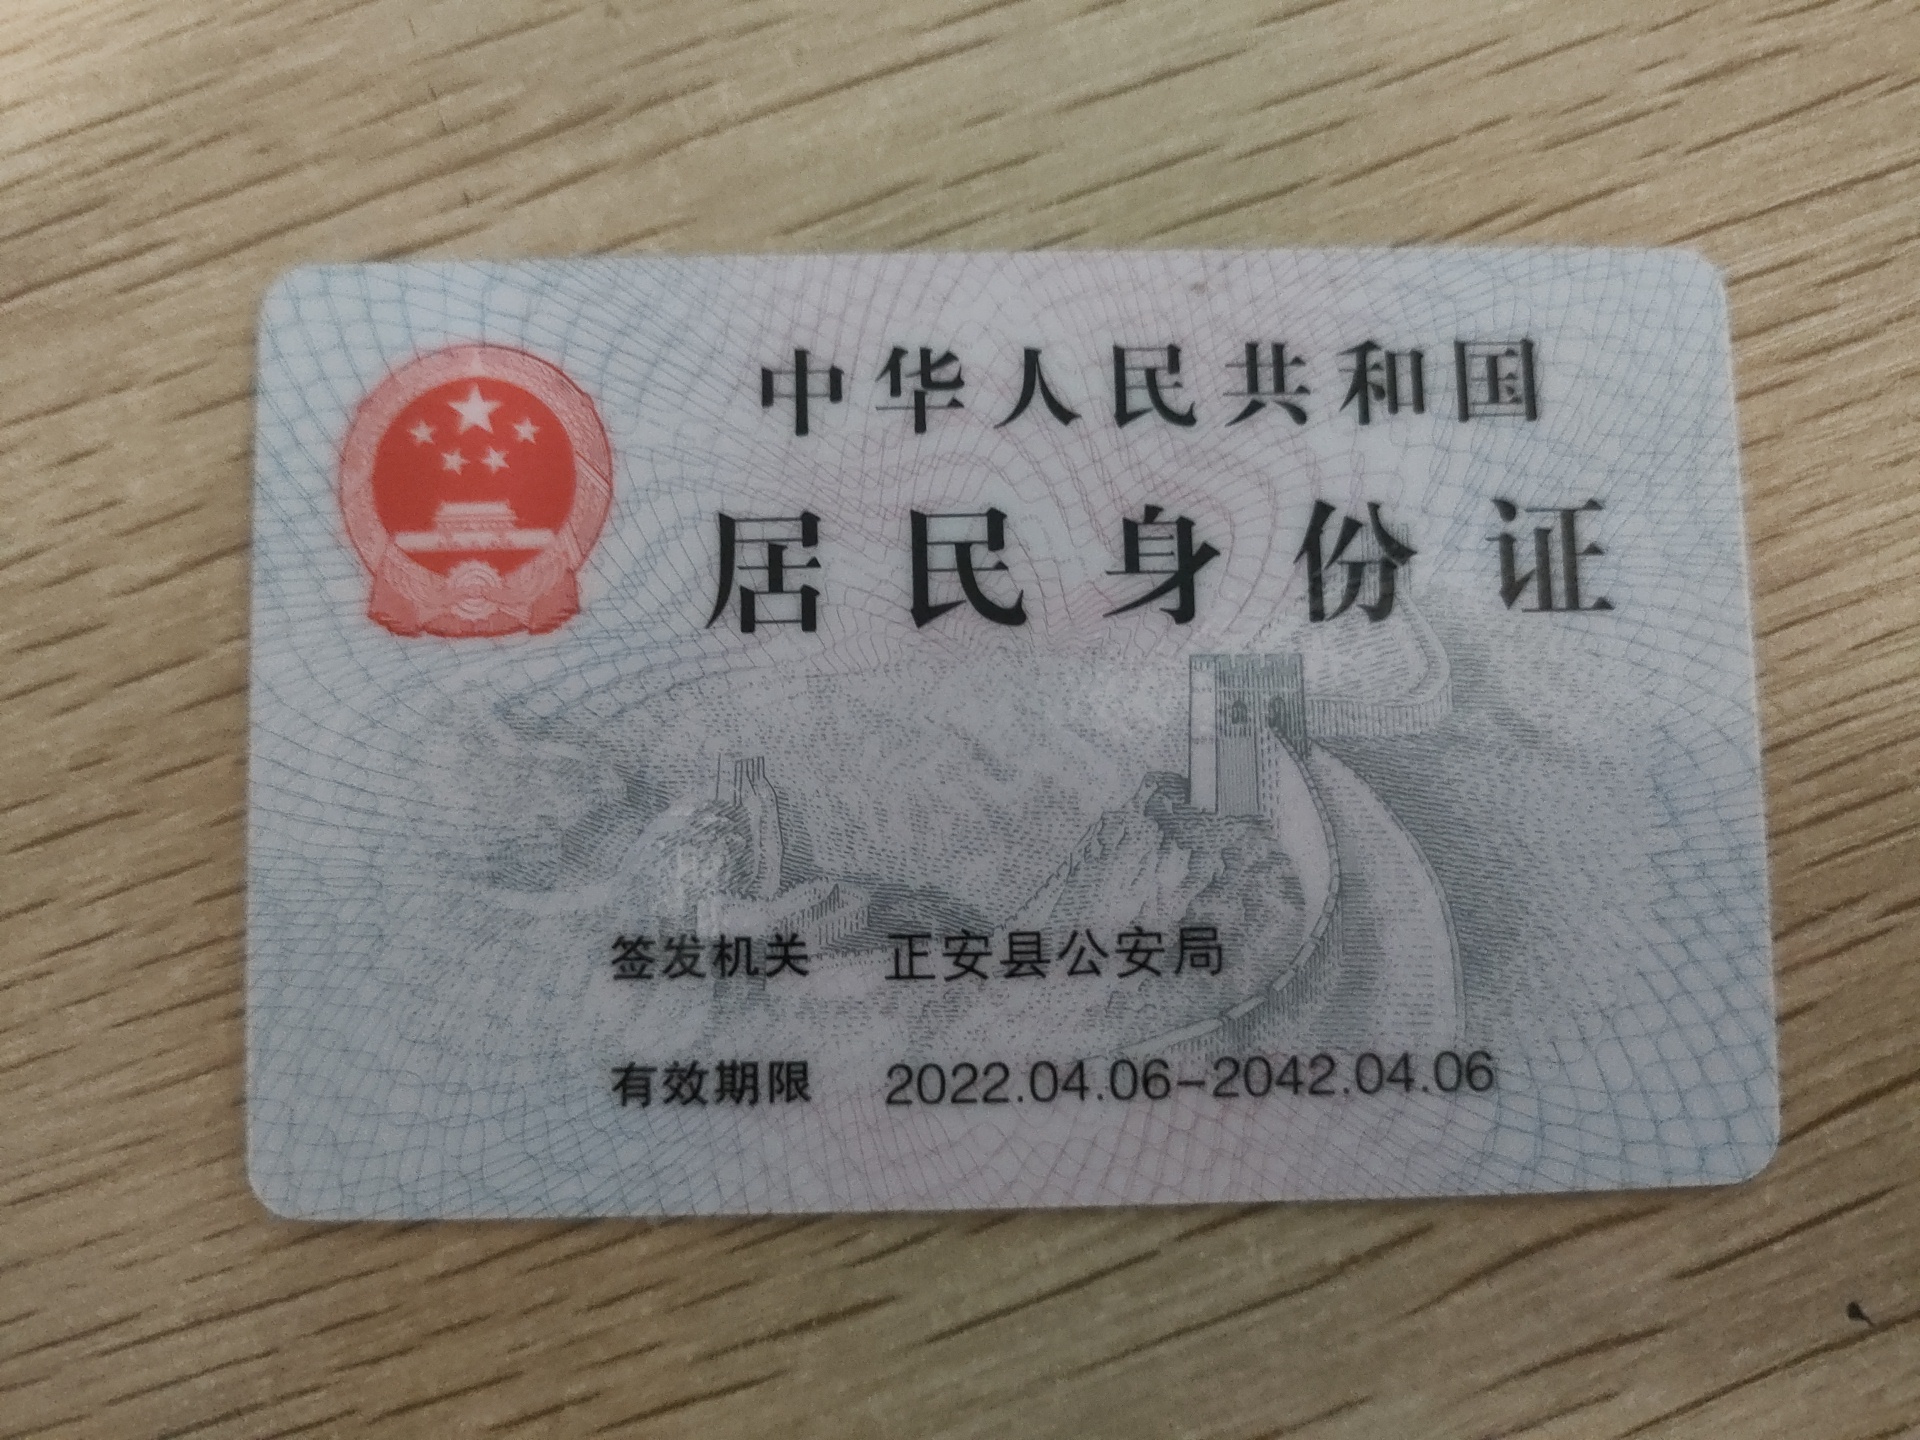 中华人民共和国
居民身份证
签发机关 正安县公安局
有效期限 2022.04.06-2042.04.06